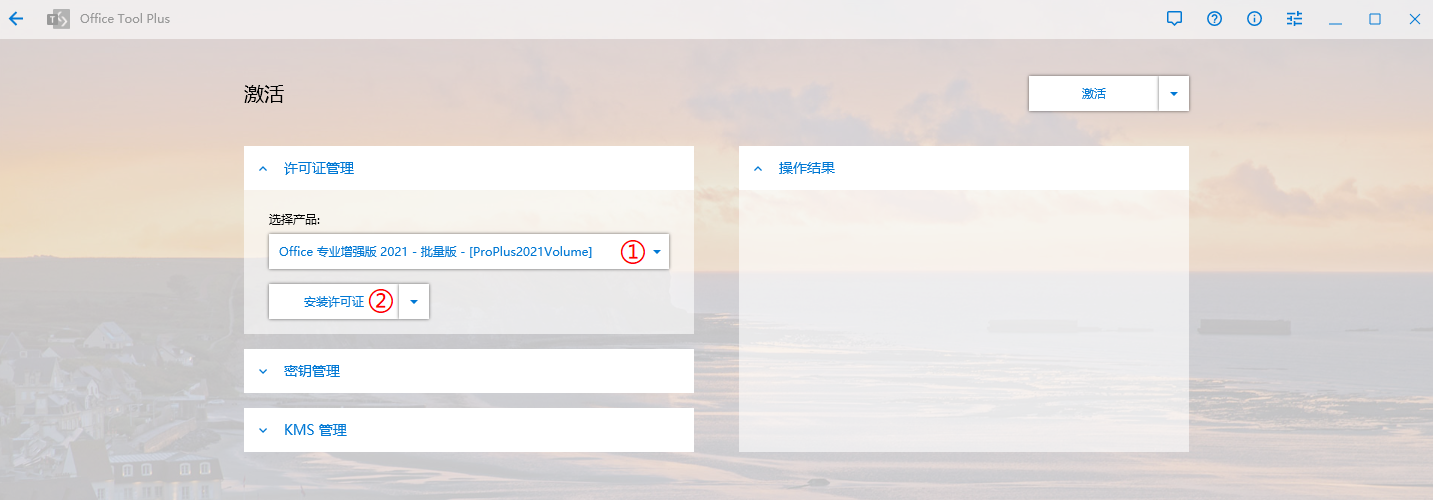 Office Tool Plus
激活
激活
许可证管理
选择产品:
Office 专业增强版 2021 - 批量版 - [ProPlus2021Volume]
①
安装许可证
②
密钥管理
KMS 管理
操作结果